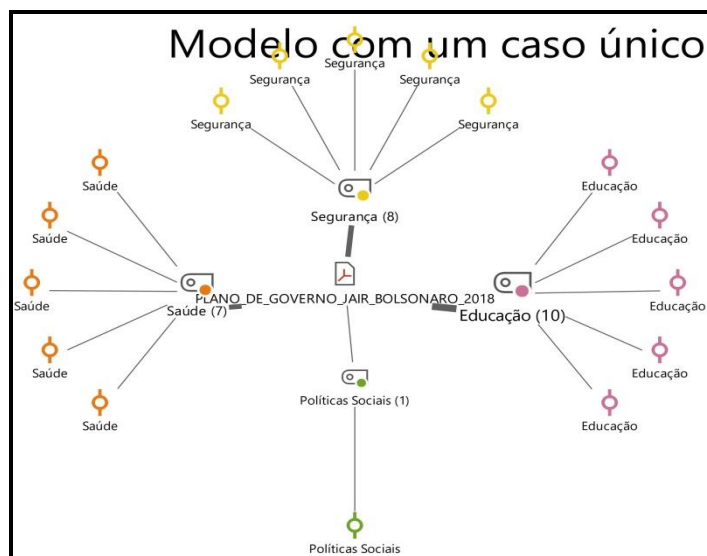 Modelo com um caso único
Segurança
Segurança
Segurança
Segurança
Segurança
Segurança (8)
Saúde
Saúde
Saúde
Saúde
Saúde
Saúde (7)
PLANO_DE_GOVERNO_JAIR_BOLSONARO_2018
Educação (10)
Educação
Educação
Educação
Educação
Educação
Políticas Sociais (1)
Políticas Sociais